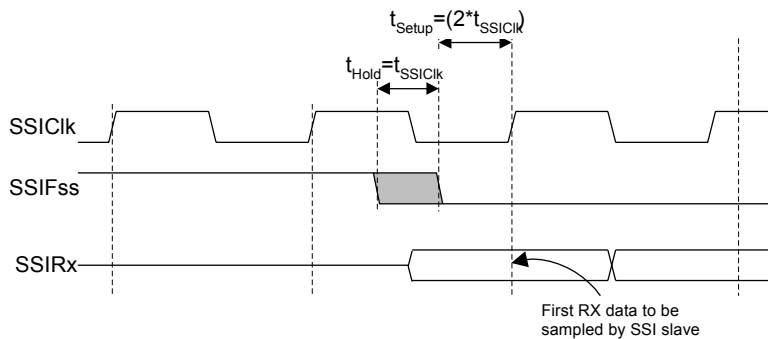 tSetup=(2*tSSIClk)
tHold=tSSIClk
SSIClk
SSIFss
SSIRx
First RX data to be
sampled by SSI slave